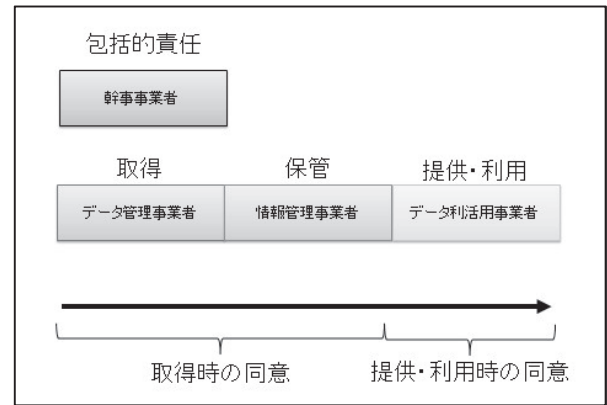 包括的責任
幹事事業者
取得 保管 提供・利用
データ管理事業者 情報管理事業者 データ利活用事業者
取得時の同意 提供・利用時の同意